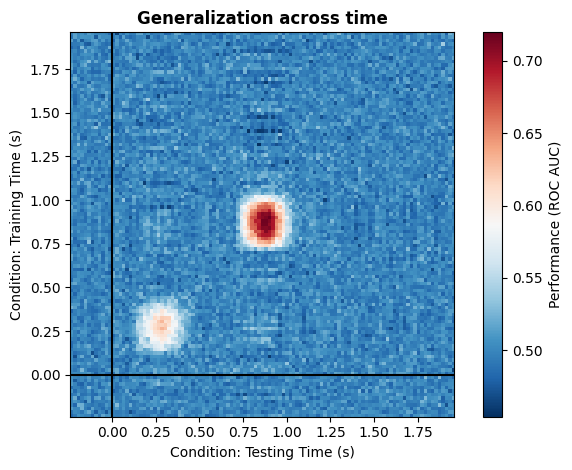 Generalization across time
1.75
1.50
1.25
1.00
0.75
0.50
0.25
0.00
Condition: Training Time (s)
0.00 0.25 0.50 0.75 1.00 1.25 1.50 1.75
Condition: Testing Time (s)
0.70
0.65
0.60
0.55
0.50
Performance (ROC AUC)